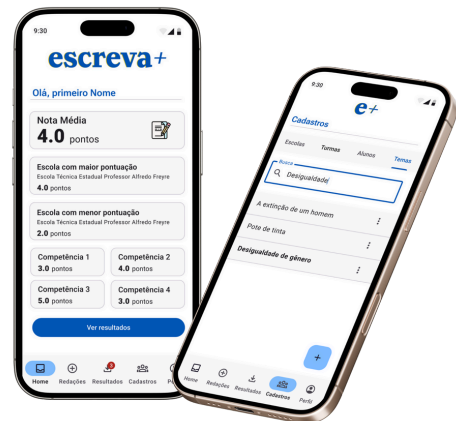 9:30
escreva+
Olá, primeiro Nome
Nota Média
4.0 pontos
Escola com maior pontuação
Escola Técnica Estadual Professor Alfredo Freyre
4.0 pontos
Escola com menor pontuação
Escola Técnica Estadual Professor Alfredo Freyre
2.0 pontos
Competência 1
3.0 pontos
Competência 2
4.0 pontos
Competência 3
5.0 pontos
Competência 4
3.0 pontos
Ver resultados
Home Redações Resultados Cadastros
9:30
e+
Cadastros
Escolas Turmas Alunos Temas
Busca
Desigualdade
A extinção de um homem
Pote de tinta
Desigualdade de gênero
+
Home Redações Resultados Cadastros Perfil